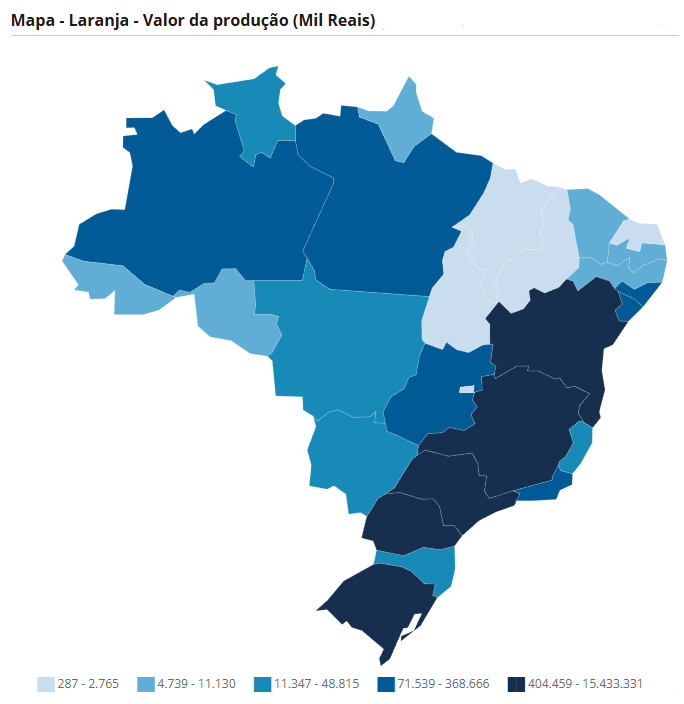 Mapa - Laranja - Valor da produção (Mil Reais)
287 - 2.765 4.739 - 11.130 11.347 - 48.815 71.539 - 368.666 404.459 - 15.433.331